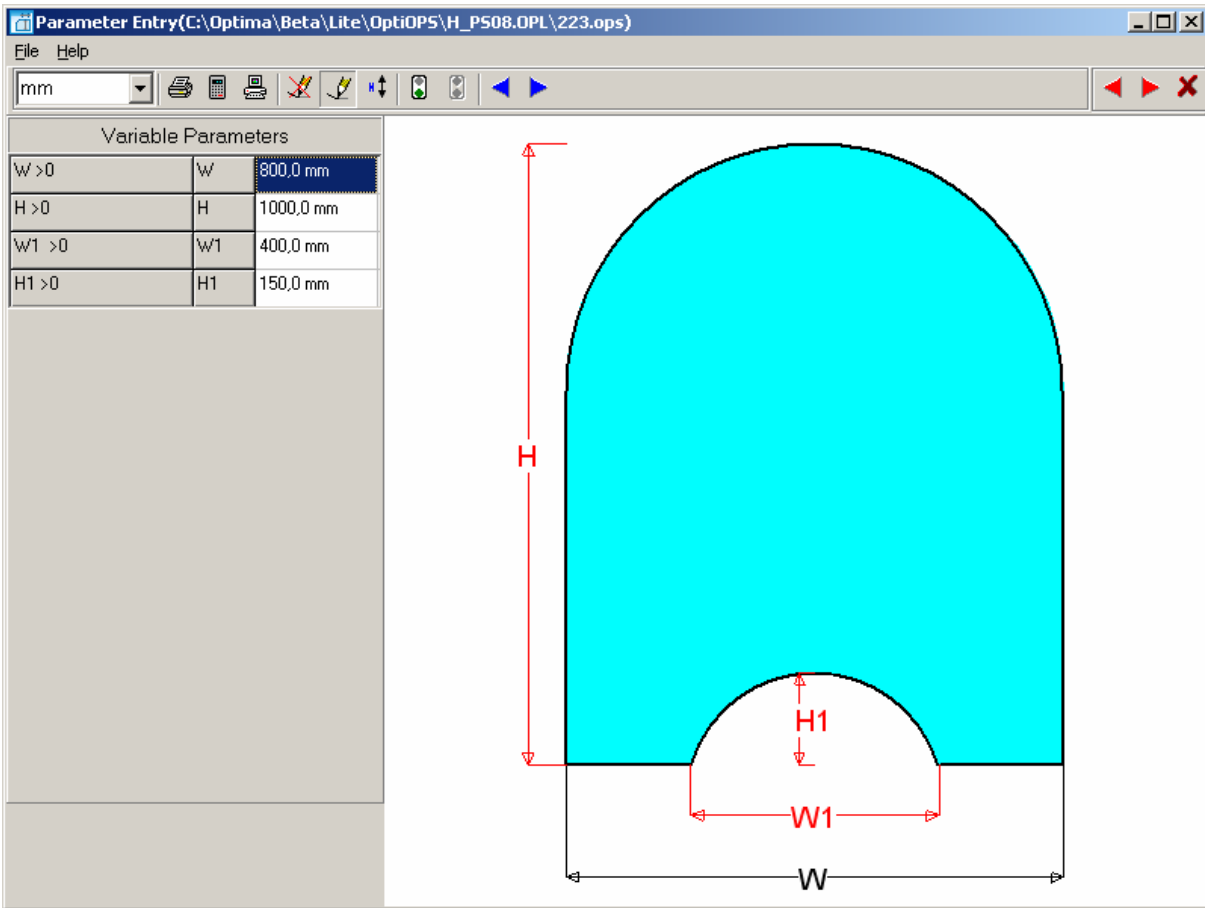 Parameter Entry(C:\Optima\Beta\Lite\OptiOPS\H_PS08.OPL\223.ops)
File Help
mm
Variable Parameters
W >0 W 800,0 mm
H >0 H 1000,0 mm
W1 >0 W1 400,0 mm
H1 >0 H1 150,0 mm
H
H1
W1
W